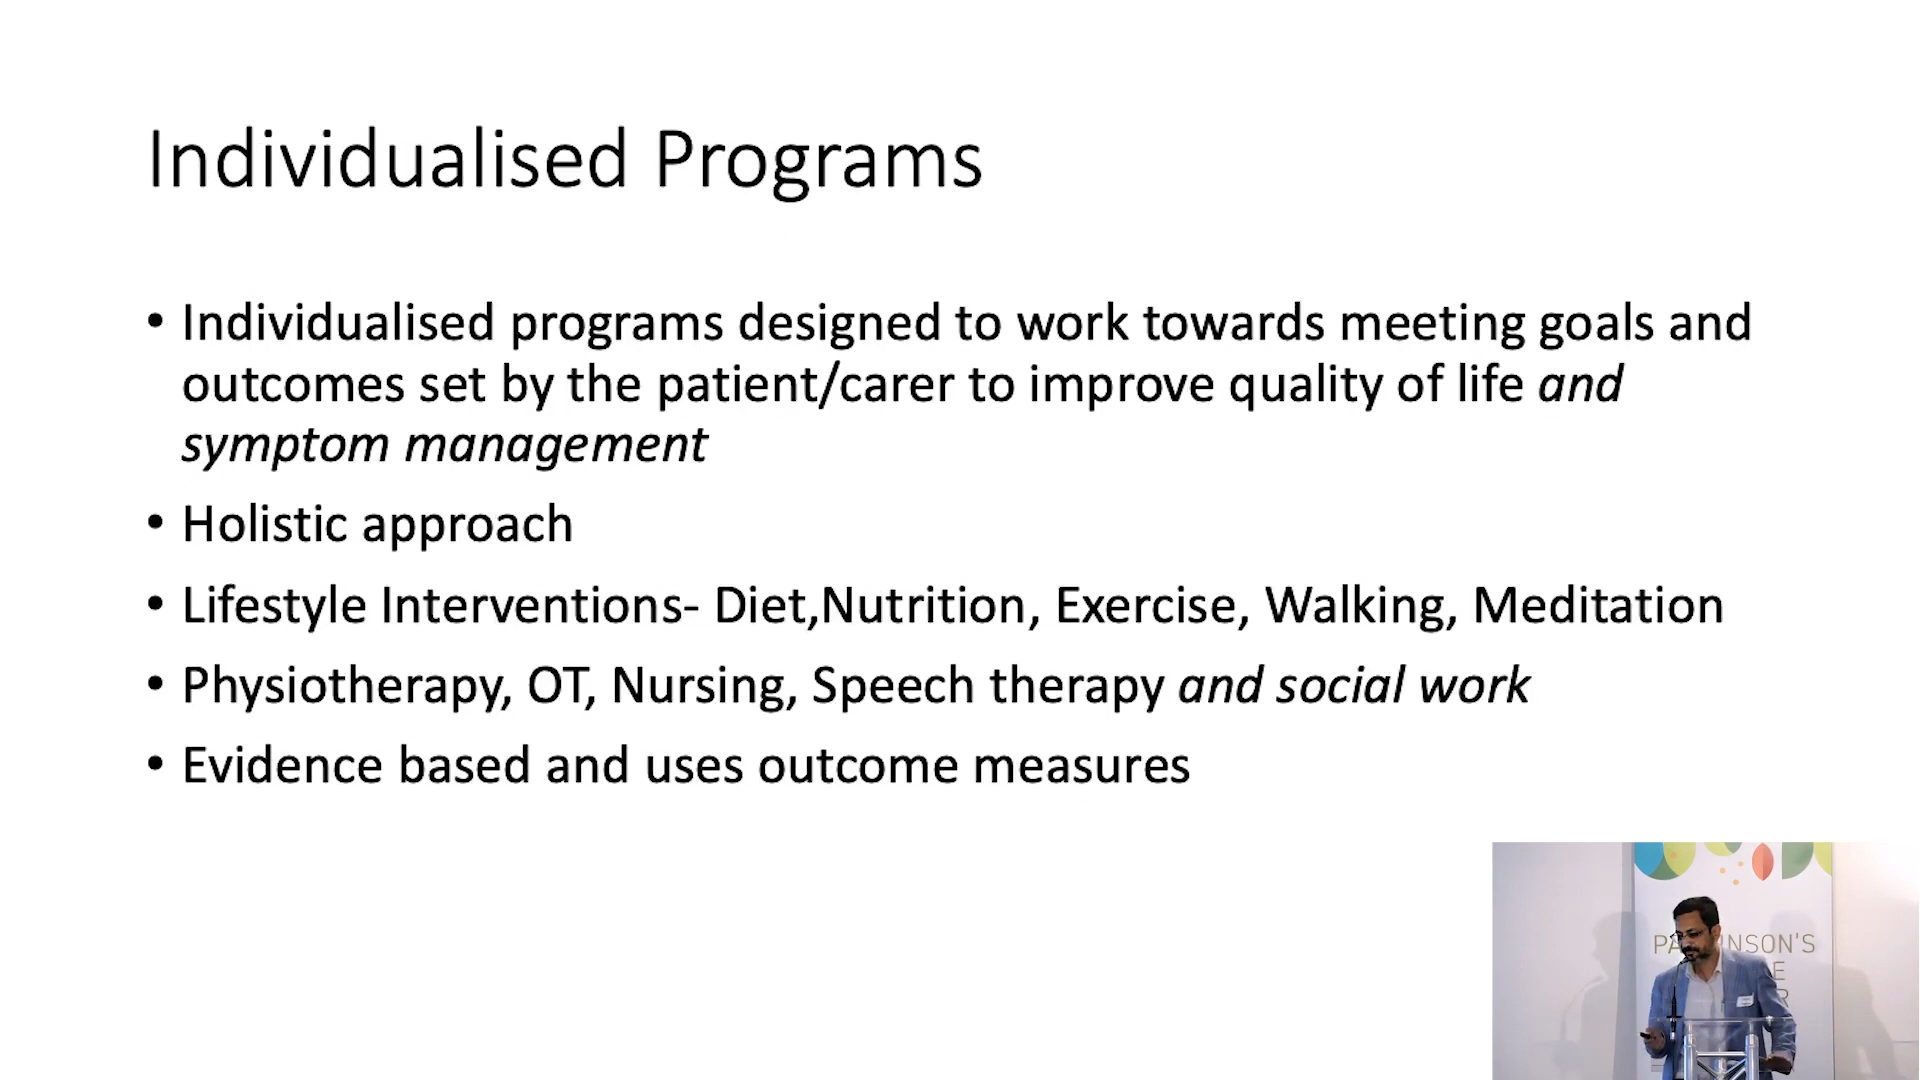 Individualised Programs
• Individualised programs designed to work towards meeting goals and
outcomes set by the patient/carer to improve quality of life and
symptom management
• Holistic approach
• Lifestyle Interventions- Diet,Nutrition, Exercise, Walking, Meditation
• Physiotherapy, OT, Nursing, Speech therapy and social work
• Evidence based and uses outcome measures